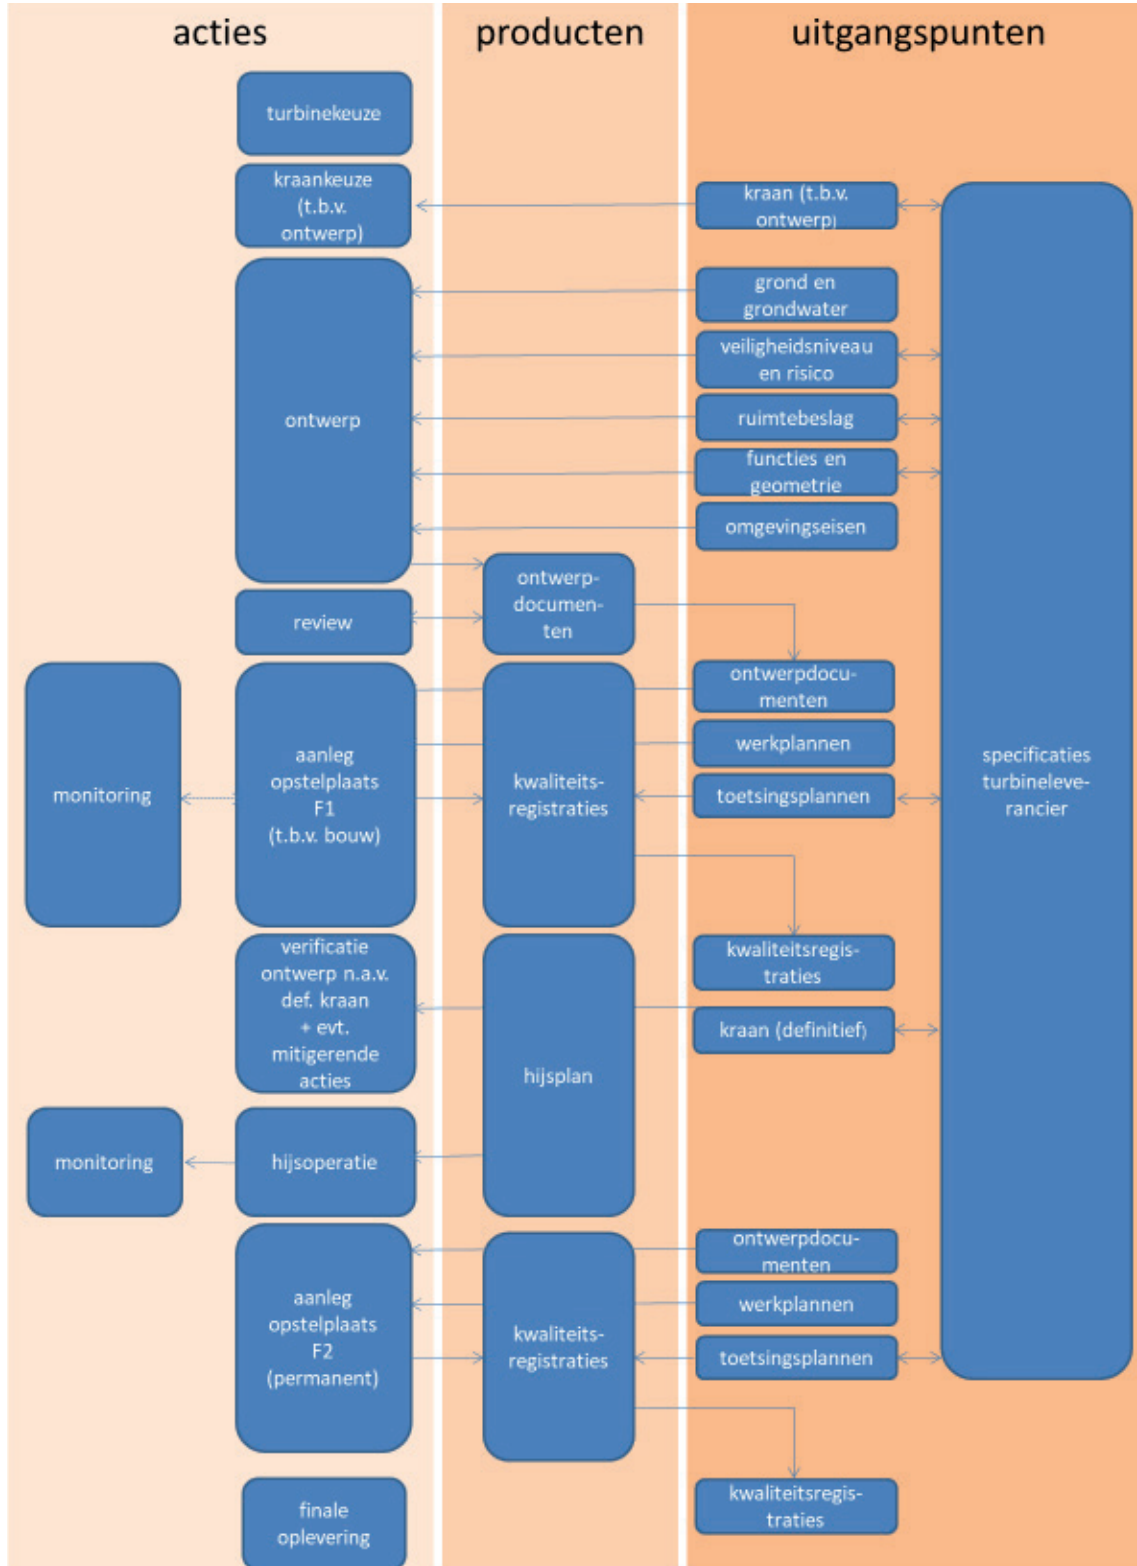 acties
producten
uitgangspunten
turbinekeuze
kraankeuze
(t.b.v.
ontwerp)
kraan (t.b.v.
ontwerp)
grond en
grondwater
veiligheidsniveau
en risico
ontwerp
ruimtebeslag
functies en
geometrie
omgevingseisen
ontwerp-
documen-
ten
review
ontwerpdocu-
menten
werkplannen
toetsingsplannen
monitoring
aanleg
opstelplaats
F1
(t.b.v. bouw)
kwaliteits-
registraties
specificaties
turbineleve-
rancier
verificatie
ontwerp n.a.v.
def. kraan
+ evt.
mitigerende
acties
hijsplan
kwaliteitsregis-
traties
kraan (definitief)
monitoring
hijsoperatie
aanleg
opstelplaats
F2
(permanent)
kwaliteits-
registraties
ontwerpdocu-
menten
werkplannen
toetsingsplannen
finale
oplevering
kwaliteitsregis-
traties